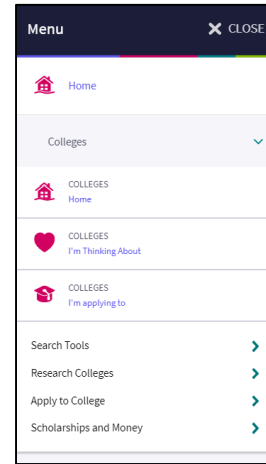 Menu
CLOSE
Home
Colleges
COLLEGES
Home
COLLEGES
I'm Thinking About
COLLEGES
I'm applying to
Search Tools
Research Colleges
Apply to College
Scholarships and Money